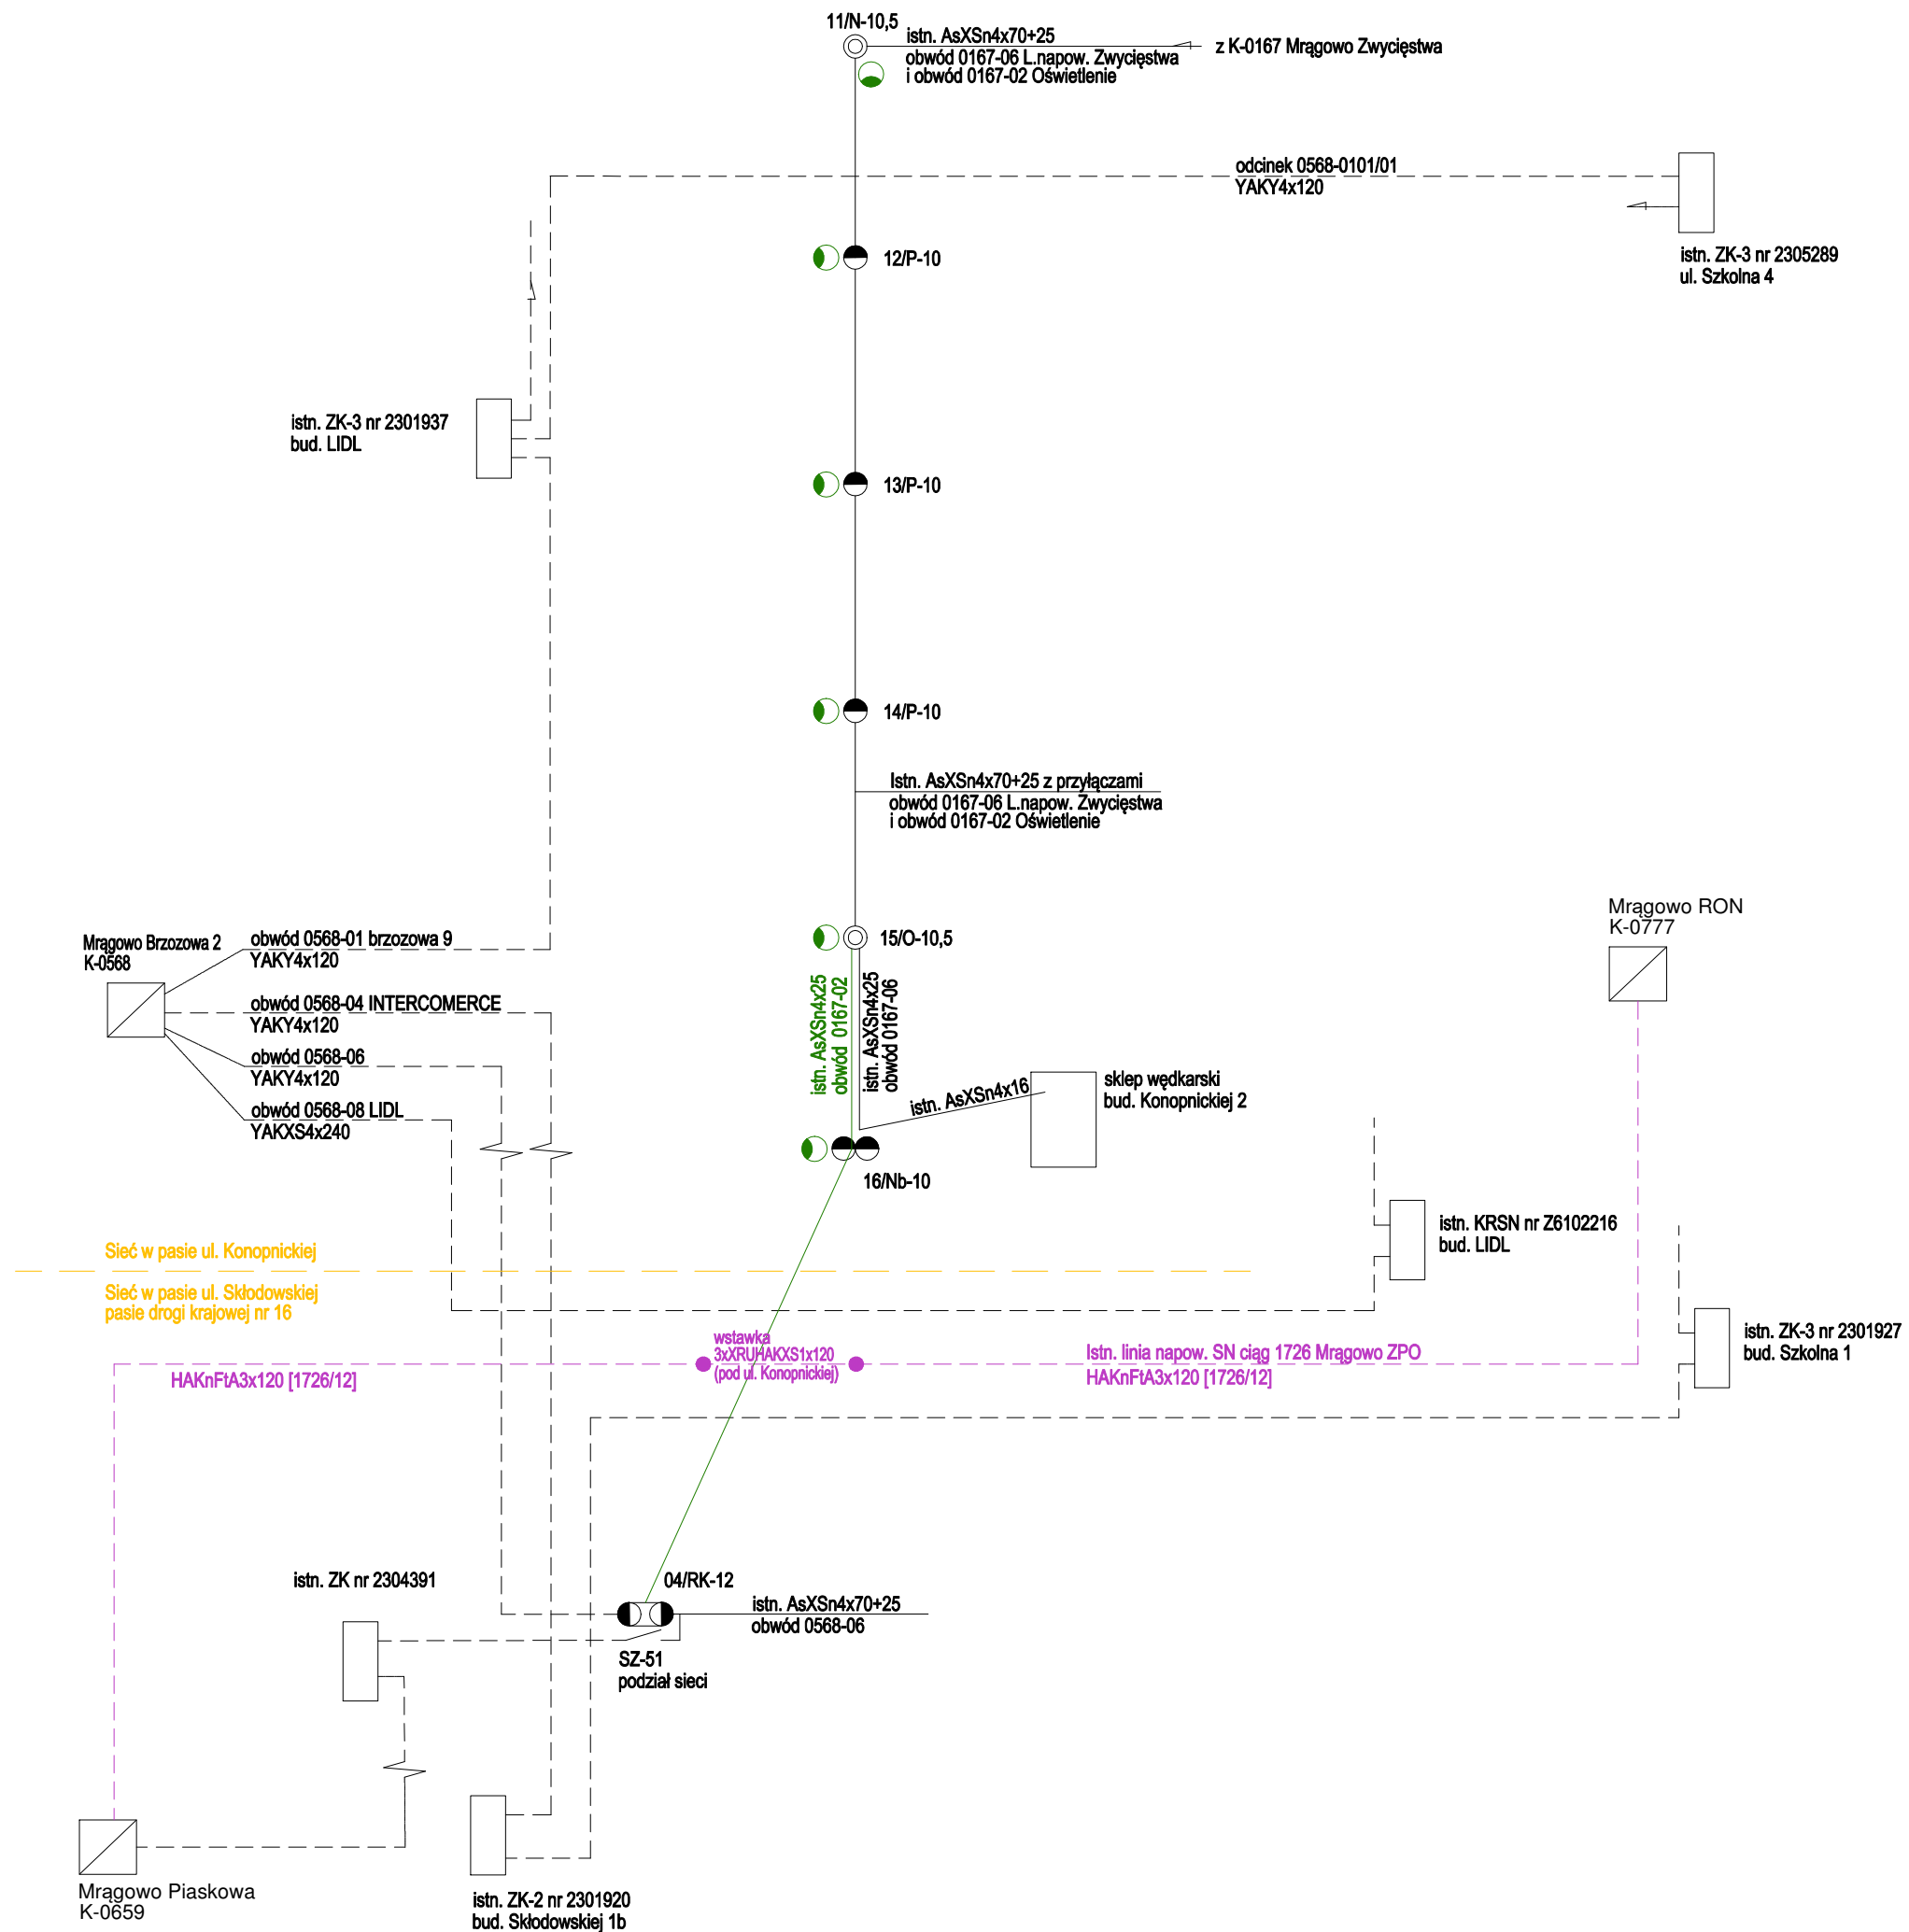 11/N-10,5
istn. AsXSn4x70+25
obwód 0167-06 L.napow. Zwycięstwa
i obwód 0167-02 Oświetlenie
z K-0167 Mrągowo Zwycięstwa
odcinek 0568-0101/01
YAKY4x120
istn. ZK-3 nr 2305289
ul. Szkolna 4
12/P-10
istn. ZK-3 nr 2301937
bud. LIDL
13/P-10
14/P-10
Istn. AsXSn4x70+25 z przyłączami
obwód 0167-06 L.napow. Zwycięstwa
i obwód 0167-02 Oświetlenie
Mrągowo RON
K-0777
Mrągowo Brzozowa 2
K-0568
obwód 0568-01 brzozowa 9
YAKY4x120
obwód 0568-04 INTERCOMERCE
YAKY4x120
obwód 0568-06
YAKY4x120
obwód 0568-08 LIDL
YAKXS4x240
15/O-10,5
istn. AsXSn4x25
obwód 0167-02
istn. AsXSn4x25
obwód 0167-06
istn. AsXSn4x16
sklep wędkarski
bud. Konopnickiej 2
16/Nb-10
istn. KRSN nr Z6102216
bud. LIDL
Sieć w pasie ul. Konopnickiej
Sieć w pasie ul. Skłodowskiej
pasie drogi krajowej nr 16
wstawka
3xXRUHAKXS1x120
(pod ul. Konopnickiej)
Istn. linia napow. SN ciąg 1726 Mrągowo ZPO
HAKnFtA3x120 [1726/12]
HAKnFtA3x120 [1726/12]
istn. ZK-3 nr 2301927
bud. Szkolna 1
istn. ZK nr 2304391
04/RK-12
istn. AsXSn4x70+25
obwód 0568-06
SZ-51
podział sieci
Mrągowo Piaskowa
K-0659
istn. ZK-2 nr 2301920
bud. Skłodowskiej 1b